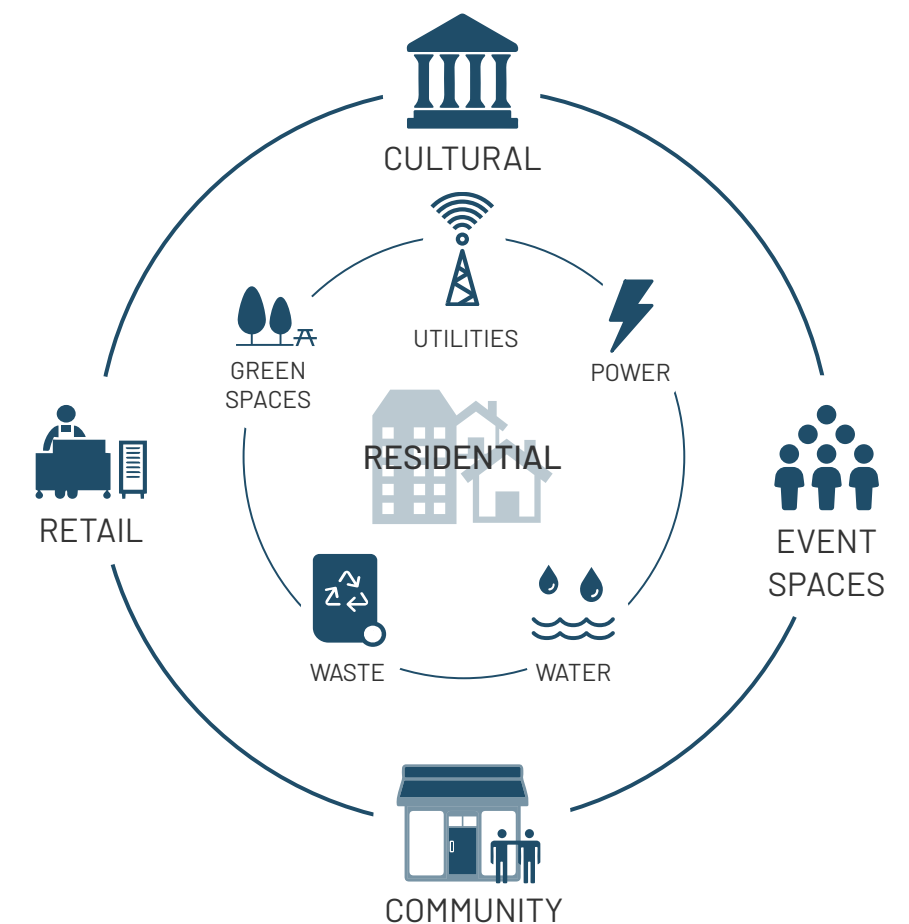 CULTURAL
UTILITIES
GREEN
SPACES
POWER
RESIDENTIAL
RETAIL
EVENT
SPACES
WASTE
WATER
COMMUNITY